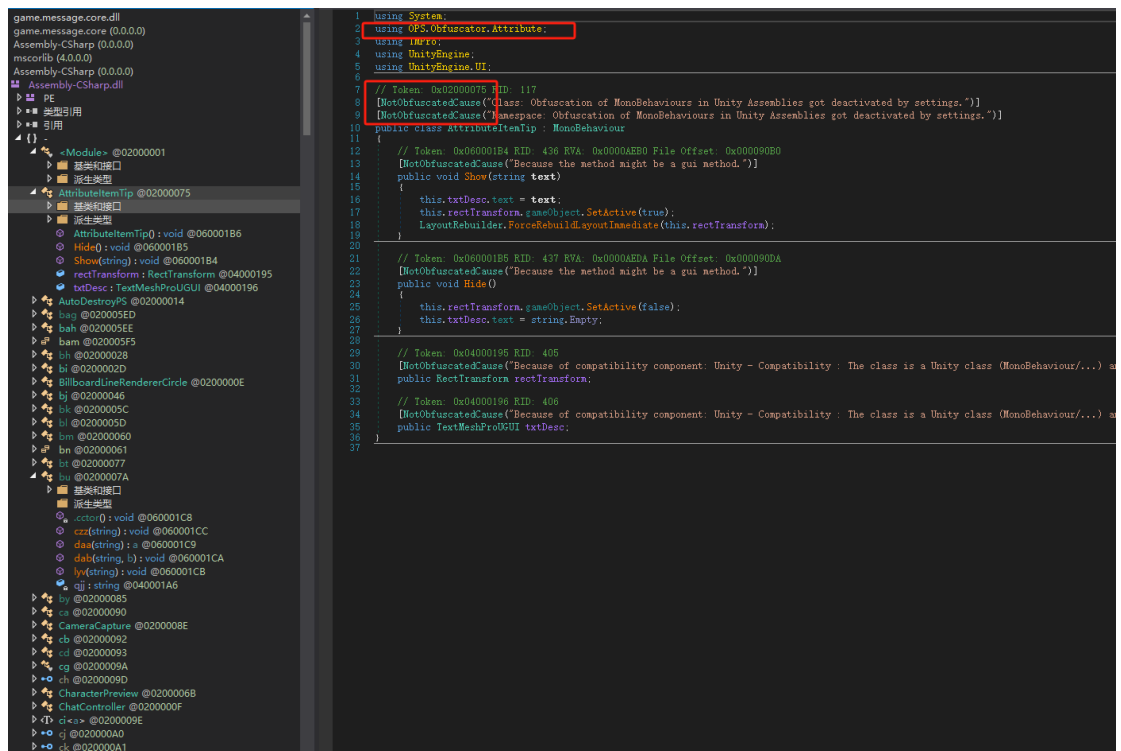 game.message.core.dll
game.message.core (0.0.0.0)
Assembly-CSharp (0.0.0.0)
mscorlib (4.0.0.0)
Assembly-CSharp (0.0.0.0)
Assembly-CSharp.dll
PE
类型引用
引用
{ } -
<Module> @02000001
基类和接口
派生类型
AttributeItemTip @02000075
基类和接口
派生类型
AttributeItemTip() : void @060001B6
Hide() : void @060001B5
Show(string) : void @060001B4
rectTransform : RectTransform @04000195
txtDesc : TextMeshProUGUI @04000196
AutoDestroyPS @02000014
bag @020005ED
bah @020005EE
bam @020005F5
bh @02000028
bi @0200002D
BillboardLineRendererCircle @0200000E
bj @02000046
bk @0200005C
bl @0200005D
bm @02000060
bn @02000061
bt @02000077
bu @0200007A
基类和接口
派生类型
.cctor() : void @060001C8
czz(string) : void @060001CC
daa(string) : a @060001C9
dab(string, b) : void @060001CA
lyv(string) : void @060001CB
qjj : string @040001A6
by @02000085
ca @02000090
CameraCapture @0200008E
cb @02000092
cd @02000093
cg @0200009A
ch @0200009D
CharacterPreview @0200006B
ChatController @0200000F
ci<a> @0200009E
cj @020000A0
ck @020000A1
1 using System;
2 using OPS.Obfuscator.Attribute;
3 using TMPro;
4 using UnityEngine;
5 using UnityEngine.UI;
6
7 // Token: 0x02000075 RID: 117
8 [NotObfuscatedCause("Class: Obfuscation of MonoBehaviours in Unity Assemblies got deactivated by settings.")]
9 [NotObfuscatedCause("Namespace: Obfuscation of MonoBehaviours in Unity Assemblies got deactivated by settings.")]
10 public class AttributeItemTip : MonoBehaviour
11 {
12 // Token: 0x060001B4 RID: 436 RVA: 0x0000AEB0 File Offset: 0x000090B0
13 [NotObfuscatedCause("Because the method might be a gui method.")]
14 public void Show(string text)
15 {
16 this.txtDesc.text = text;
17 this.rectTransform.gameObject.SetActive(true);
18 LayoutRebuilder.ForceRebuildLayoutImmediate(this.rectTransform);
19 }
20
21 // Token: 0x060001B5 RID: 437 RVA: 0x0000AEDA File Offset: 0x000090DA
22 [NotObfuscatedCause("Because the method might be a gui method.")]
23 public void Hide()
24 {
25 this.rectTransform.gameObject.SetActive(false);
26 this.txtDesc.text = string.Empty;
27 }
28
29 // Token: 0x04000195 RID: 405
30 [NotObfuscatedCause("Because of compatibility component: Unity - Compatibility : The class is a Unity class (MonoBehaviour/...) a
31 public RectTransform rectTransform;
32
33 // Token: 0x04000196 RID: 406
34 [NotObfuscatedCause("Because of compatibility component: Unity - Compatibility : The class is a Unity class (MonoBehaviour/...) a
35 public TextMeshProUGUI txtDesc;
36 }
37